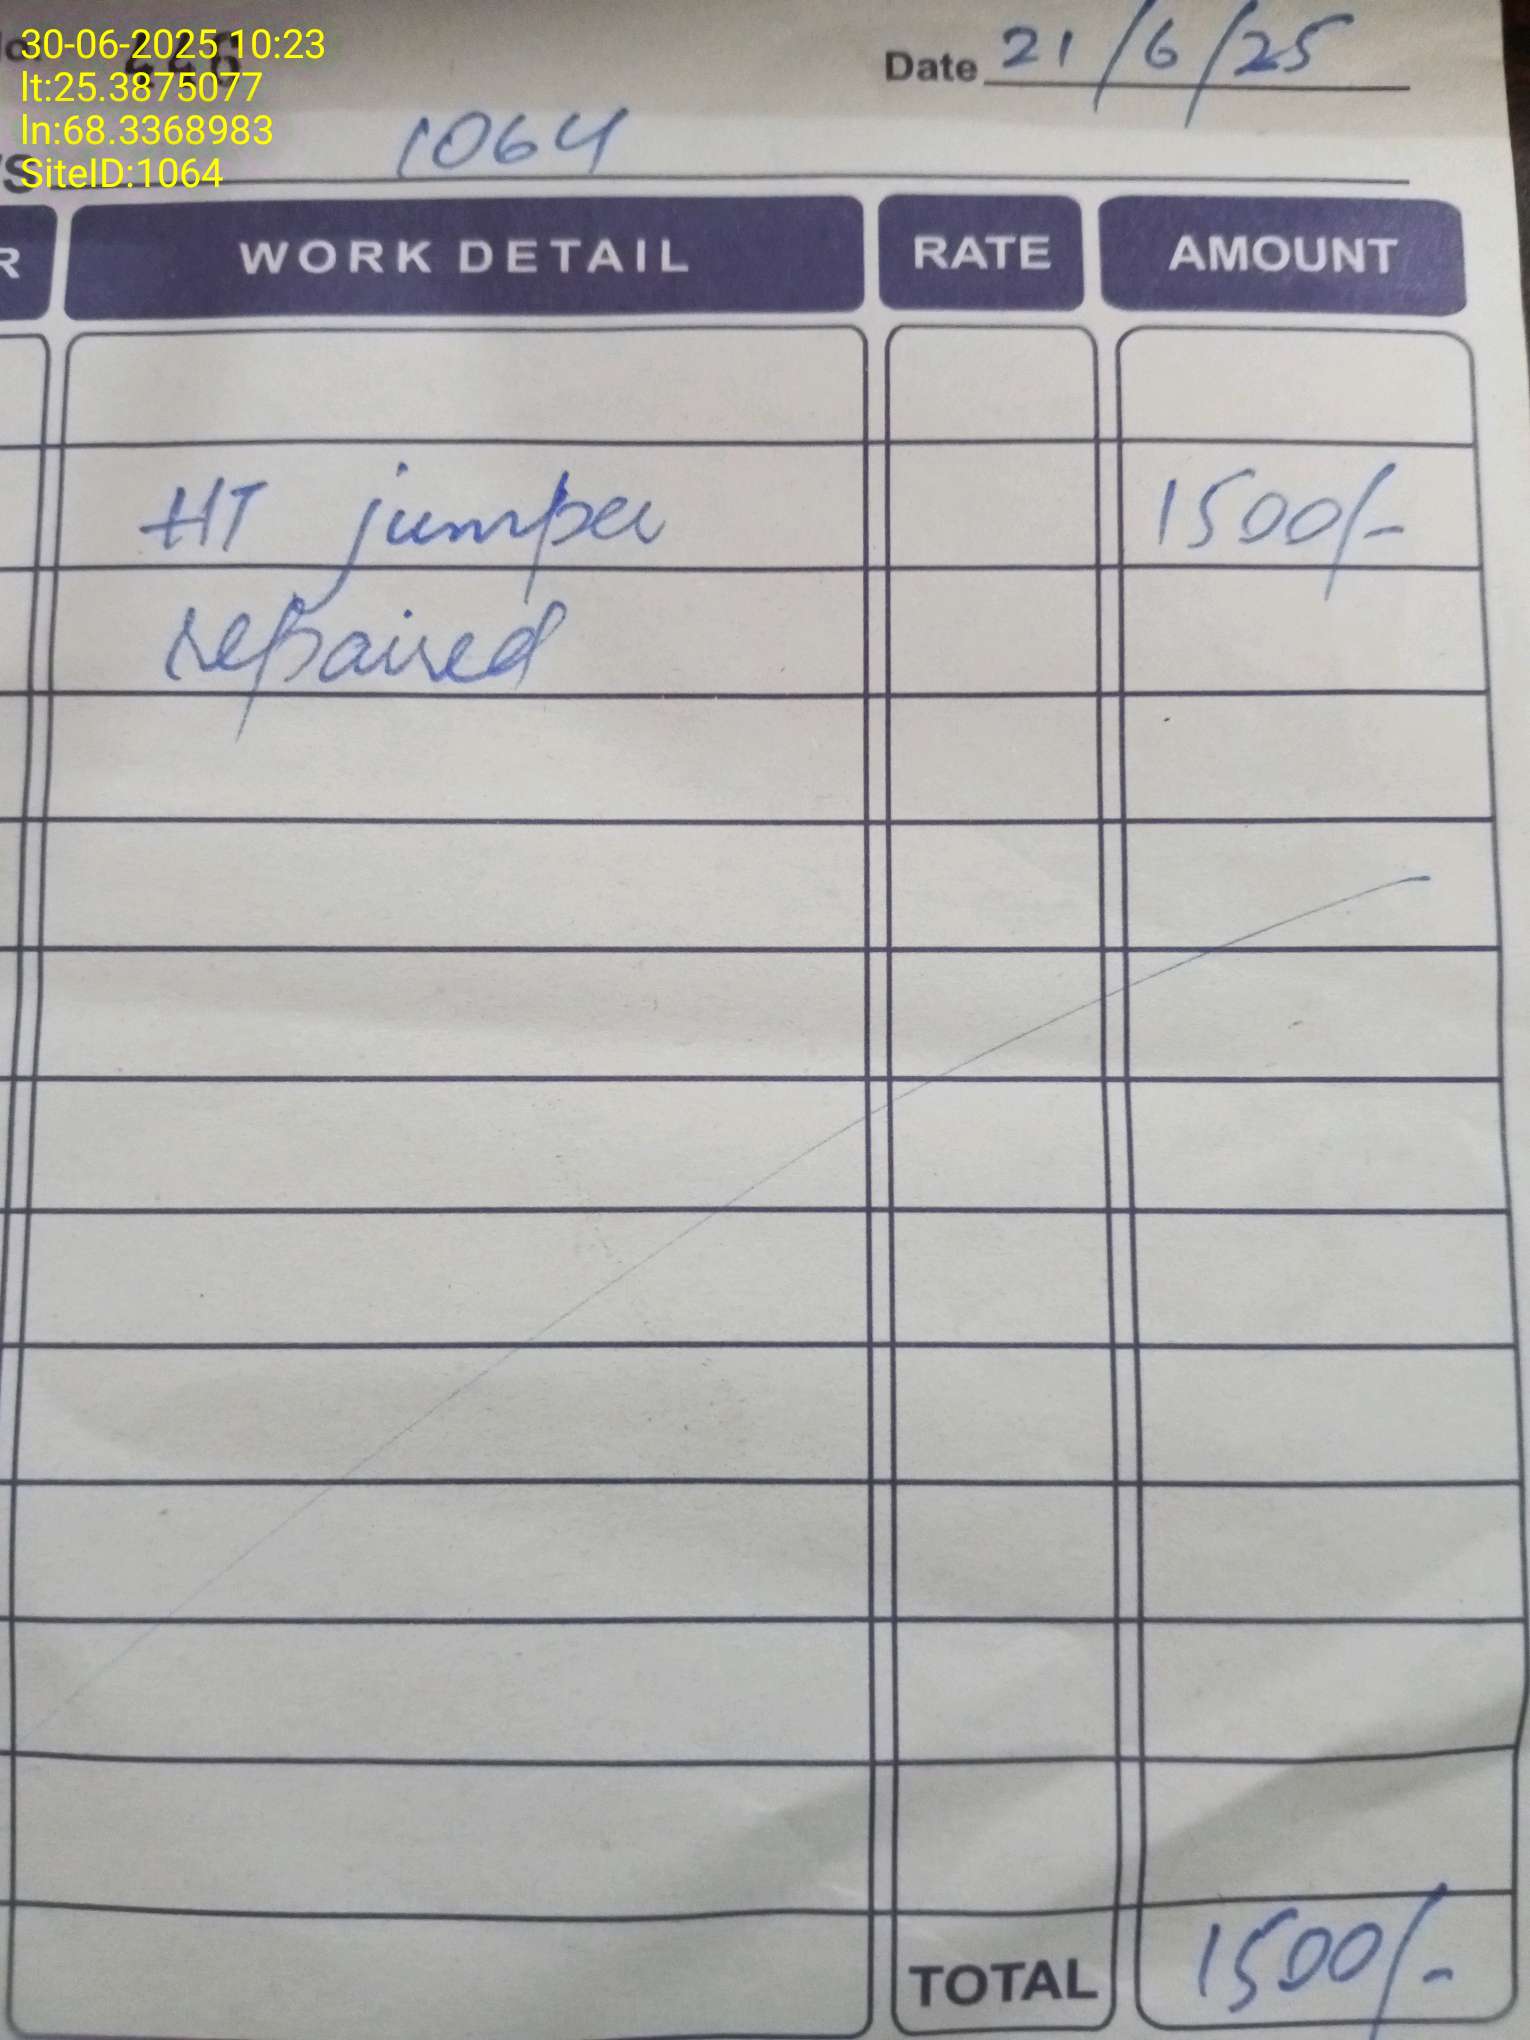 30-06-2025 10:23
lt:25.3875077
ln:68.3368983
SiteID:1064
Date 21/6/25
1064
WORK DETAIL RATE AMOUNT
HT jumper 1500/-
repaired
TOTAL 1500/-